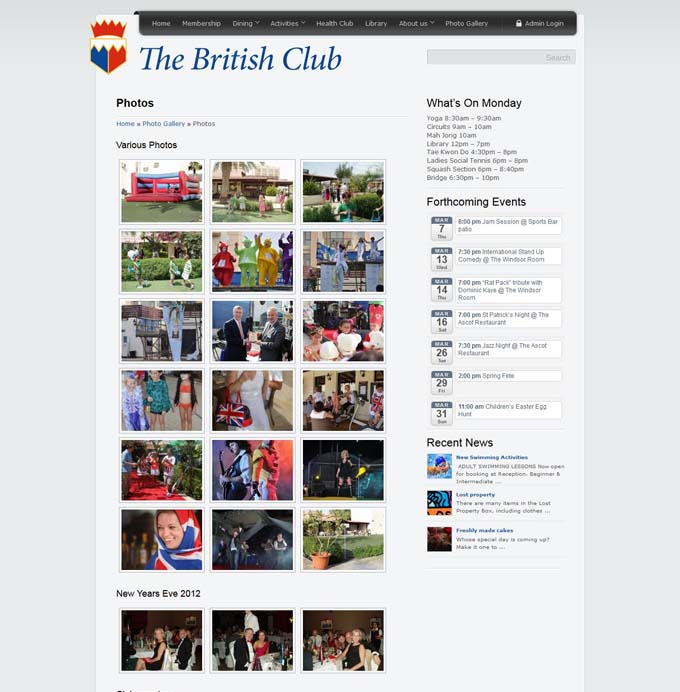 Home Membership Dining Activities Health Club Library About us Photo Gallery Admin Login
The British Club
Search
Photos
Home » Photo Gallery » Photos
Various Photos
New Years Eve 2012
What's On Monday
Yoga 8:30am – 9:30am
Circuits 9am – 10am
Mah Jong 10am
Library 12pm – 7pm
Tae Kwon Do 4:30pm – 8pm
Ladies Social Tennis 6pm – 8pm
Squash Section 6pm – 8:40pm
Bridge 6:30pm – 10pm
Forthcoming Events
MAR
7
Thu
8:00 pm Jam Session @ Sports Bar
patio
MAR
13
Wed
7:30 pm International Stand Up
Comedy @ The Windsor Room
MAR
14
Thu
7:00 pm "Rat Pack" tribute with
Dominic Kaye @ The Windsor
Room
MAR
16
Sat
7:00 pm St Patrick's Night @ The
Ascot Restaurant
MAR
26
Tue
7:30 pm Jazz Night @ The Ascot
Restaurant
MAR
29
Fri
2:00 pm Spring Fete
MAR
31
Sun
11:00 am Children's Easter Egg
Hunt
Recent News
New Swimming Activities
ADULT SWIMMING LESSONS Now open
for booking at Reception. Beginner &
Intermediate ...
Lost property
There are many items in the Lost
Property Box, including clothes ...
Freshly made cakes
Whose special day is coming up?
Make it one to ...